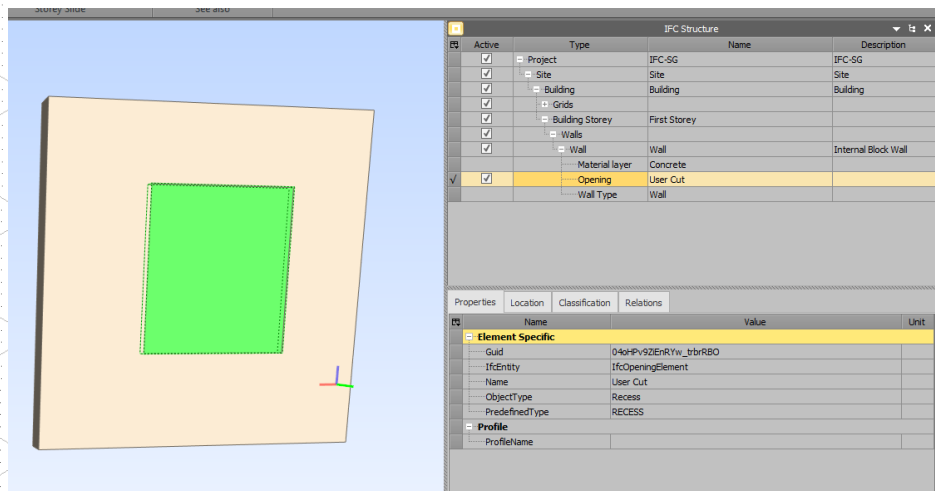 Storey Slide See also
IFC Structure
Active Type Name Description
Project IFC-SG IFC-SG
Site Site Site
Building Building Building
Grids
Building Storey First Storey
Walls
Wall Wall Internal Block Wall
Material layer Concrete
Opening User Cut
Wall Type Wall
Properties Location Classification Relations
Name Value Unit
Element Specific
Guid 04oHPv9ZiEnRYw_trbrRBO
IfcEntity IfcOpeningElement
Name User Cut
ObjectType Recess
PredefinedType RECESS
Profile
ProfileName